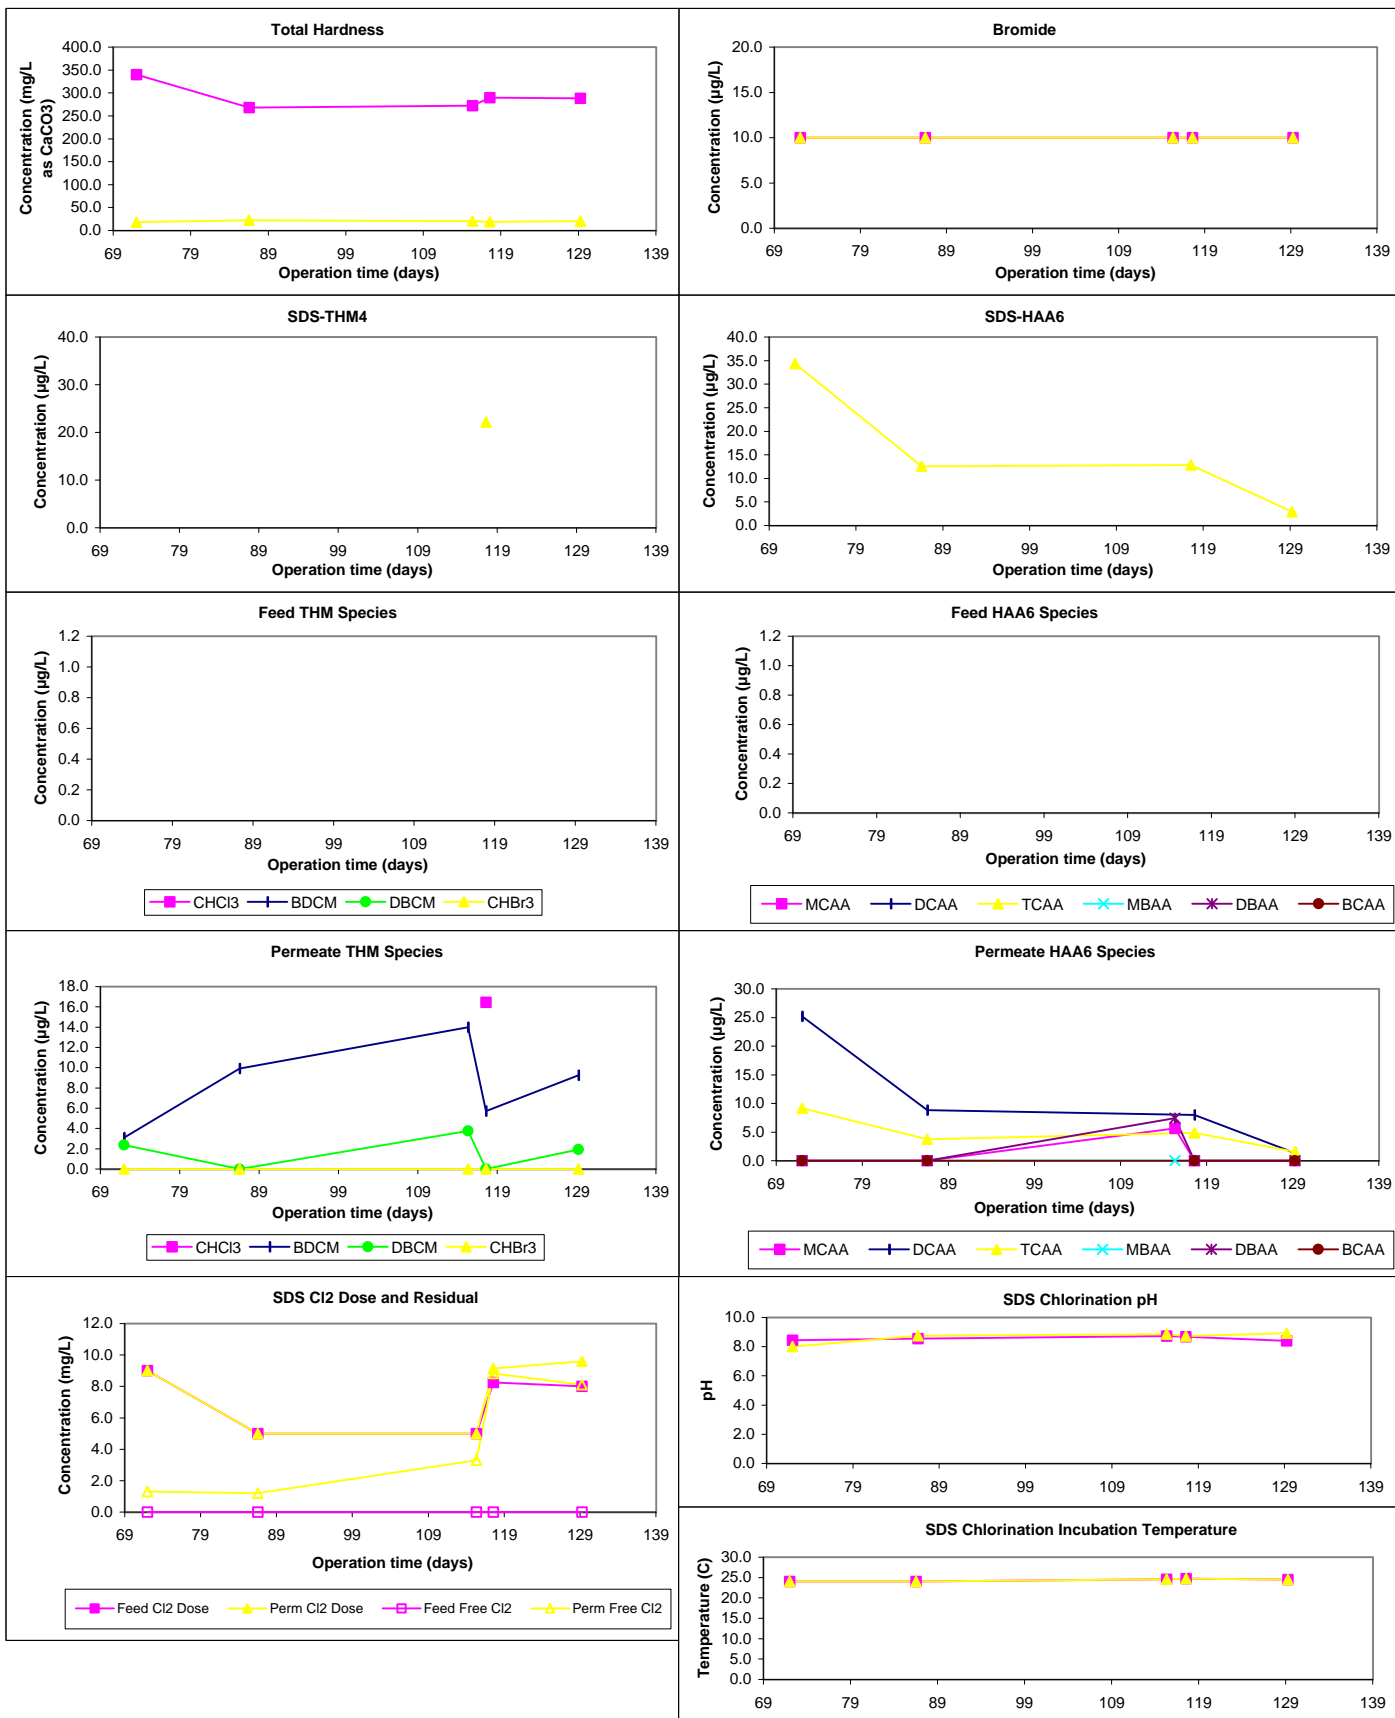 Total Hardness
Concentration (mg/L
as CaCO3)
400.0
350.0
300.0
250.0
200.0
150.0
100.0
50.0
0.0
69 79 89 99 109 119 129 139
Operation time (days)
Bromide
Concentration (µg/L)
20.0
15.0
10.0
5.0
0.0
69 79 89 99 109 119 129 139
Operation time (days)
SDS-THM4
Concentration (µg/L)
40.0
30.0
20.0
10.0
0.0
69 79 89 99 109 119 129 139
Operation time (days)
SDS-HAA6
Concentration (µg/L)
40.0
35.0
30.0
25.0
20.0
15.0
10.0
5.0
0.0
69 79 89 99 109 119 129 139
Operation time (days)
Feed THM Species
Concentration (µg/L)
1.2
1.0
0.8
0.6
0.4
0.2
0.0
69 79 89 99 109 119 129 139
Operation time (days)
CHCl3 BDCM DBCM CHBr3
Feed HAA6 Species
Concentration (µg/L)
1.2
1.0
0.8
0.6
0.4
0.2
0.0
69 79 89 99 109 119 129 139
Operation time (days)
MCAA DCAA TCAA MBAA DBAA BCAA
Permeate THM Species
Concentration (µg/L)
18.0
16.0
14.0
12.0
10.0
8.0
6.0
4.0
2.0
0.0
69 79 89 99 109 119 129 139
Operation time (days)
CHCl3 BDCM DBCM CHBr3
Permeate HAA6 Species
Concentration (µg/L)
30.0
25.0
20.0
15.0
10.0
5.0
0.0
69 79 89 99 109 119 129 139
Operation time (days)
MCAA DCAA TCAA MBAA DBAA BCAA
SDS Cl2 Dose and Residual
Concentration (mg/L)
12.0
10.0
8.0
6.0
4.0
2.0
0.0
69 79 89 99 109 119 129 139
Operation time (days)
Feed Cl2 Dose Perm Cl2 Dose Feed Free Cl2 Perm Free Cl2
SDS Chlorination pH
pH
10.0
8.0
6.0
4.0
2.0
0.0
69 79 89 99 109 119 129 139
SDS Chlorination Incubation Temperature
Temperature (C)
30.0
25.0
20.0
15.0
10.0
5.0
0.0
69 79 89 99 109 119 129 139